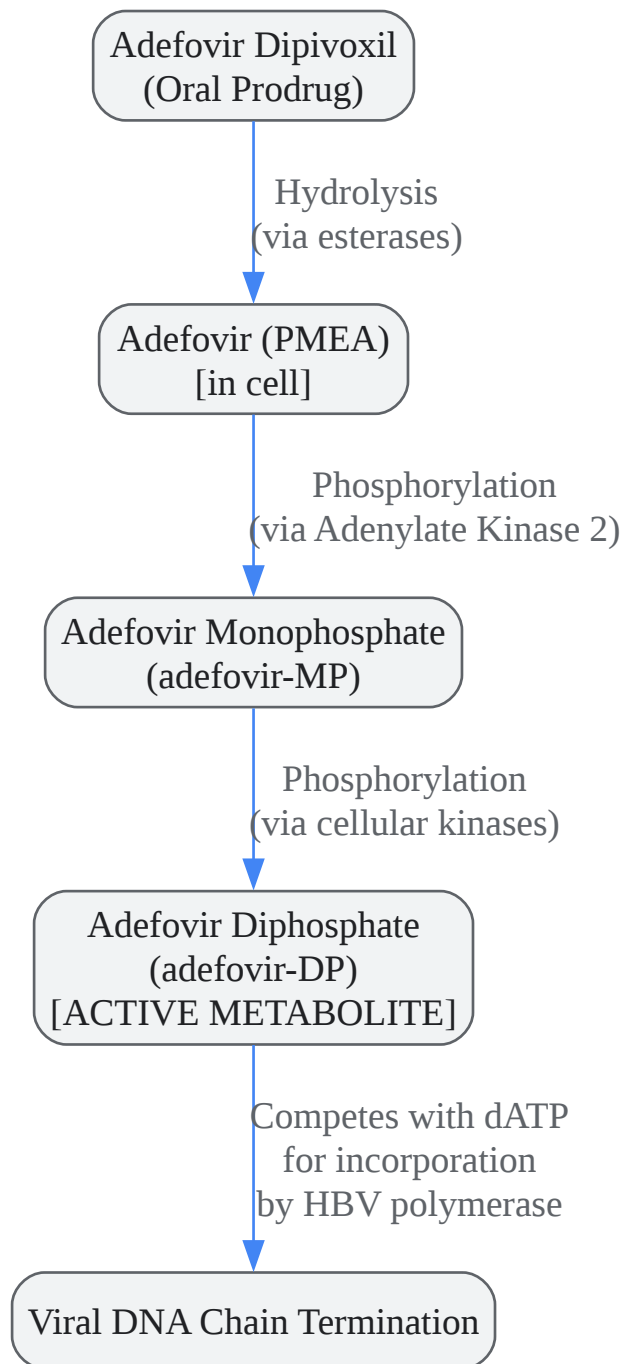 Adefovir Dipivoxil
(Oral Prodrug)
Hydrolysis
(via esterases)
Adefovir (PMEA)
[in cell]
Phosphorylation
(via Adenylate Kinase 2)
Adefovir Monophosphate
(adefovir-MP)
Phosphorylation
(via cellular kinases)
Adefovir Diphosphate
(adefovir-DP)
[ACTIVE METABOLITE]
Competes with dATP
for incorporation
by HBV polymerase
Viral DNA Chain Termination